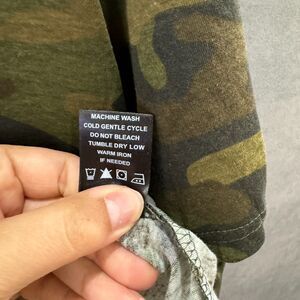 MACHINE WASH
COLD GENTLE CYCLE
DO NOT BLEACH
TUMBLE DRY LOW
WARM IRON
IF NEEDED